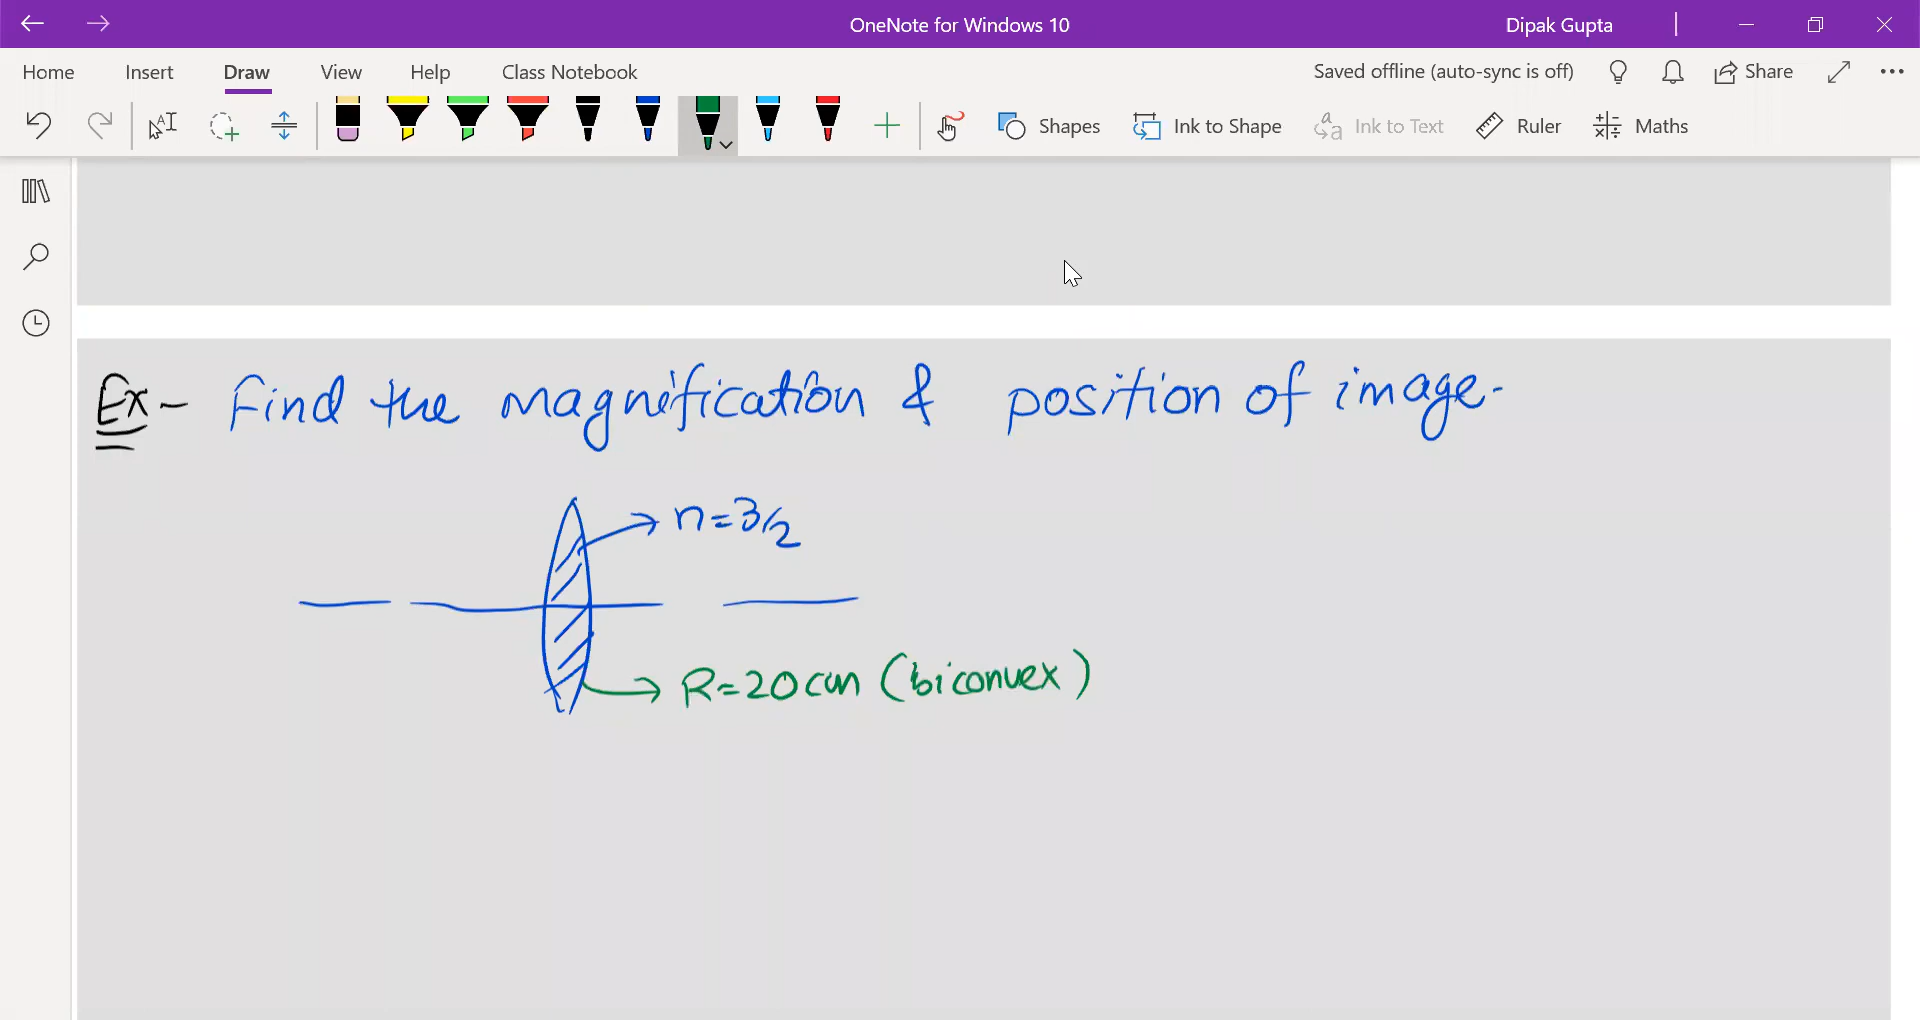 OneNote for Windows 10
Dipak Gupta
Home Insert Draw View Help Class Notebook
Saved offline (auto-sync is off) Share
Shapes Ink to Shape Ink to Text Ruler Maths
Ex- Find the magnification & position of image.
n=3/2
R=20cm (biconvex)